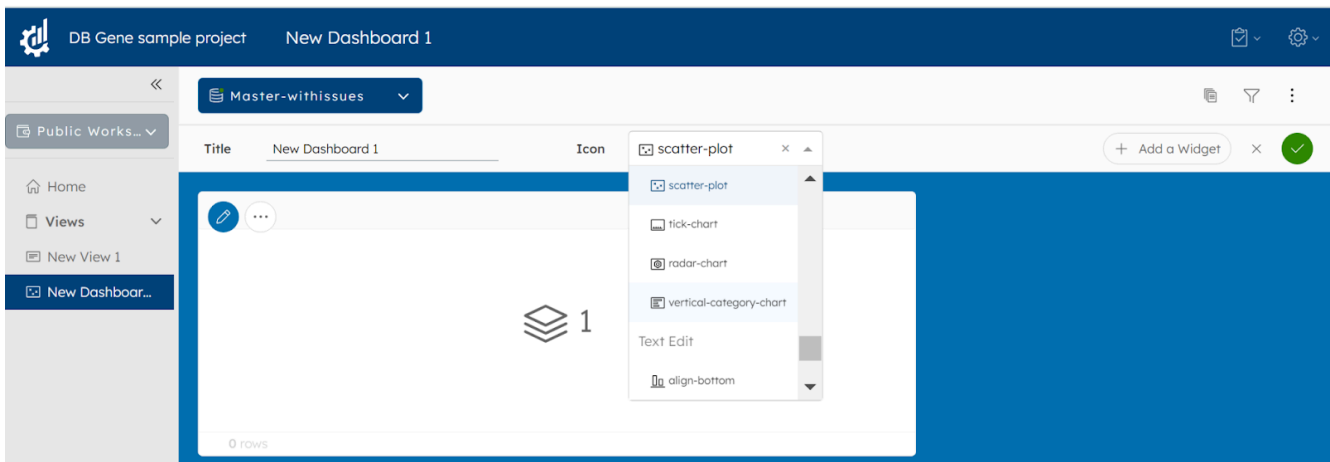 DB Gene sample project New Dashboard 1
Master-withissues
Public Works...
Title New Dashboard 1 Icon scatter-plot Add a Widget
Home
Views
New View 1
New Dashboar...
scatter-plot
tick-chart
radar-chart
vertical-category-chart
Text Edit
align-bottom
1
0 rows